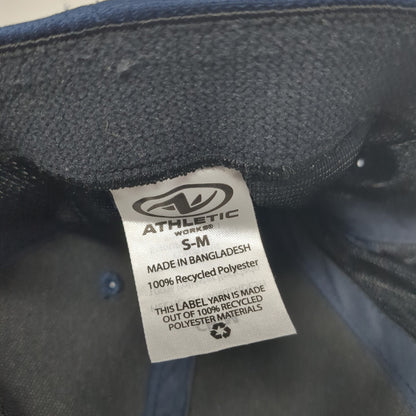 ATHLETIC
WORKS®
S-M
MADE IN BANGLADESH
100% Recycled Polyester
THIS LABEL YARN IS MADE
OUT OF 100% RECYCLED
POLYESTER MATERIALS